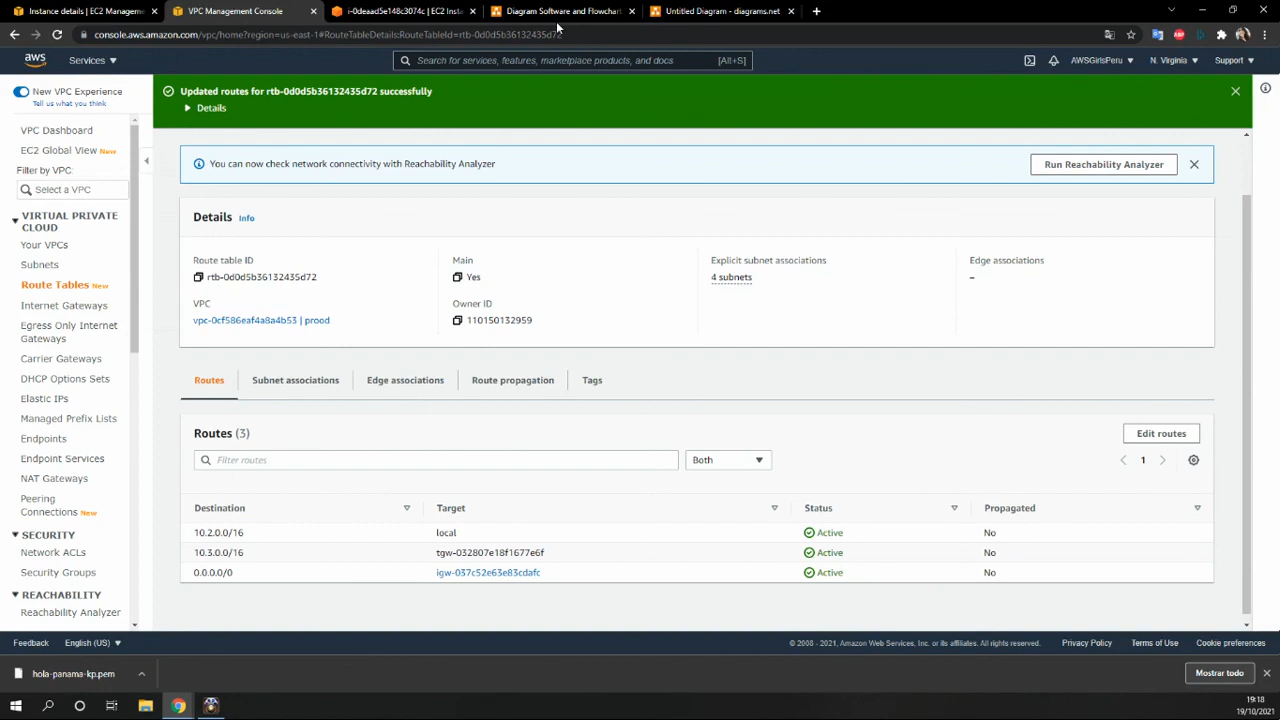 Instance details | EC2 Managem
VPC Management Console
i-0deaad5e148c3074c | EC2 Insta
Diagram Software and Flowchart
Untitled Diagram - diagrams.net
console.aws.amazon.com/vpc/home?region=us-east-1#RouteTableDetails:RouteTableId=rtb-0d0d5b36132435d72
aws
Services
Search for services, features, marketplace products, and docs
[Alt+S]
AWSGirlsPeru
N. Virginia
Support
New VPC Experience
Tell us what you think
VPC Dashboard
EC2 Global View New
Filter by VPC:
Select a VPC
VIRTUAL PRIVATE
CLOUD
Your VPCs
Subnets
Route Tables New
Internet Gateways
Egress Only Internet
Gateways
Carrier Gateways
DHCP Options Sets
Elastic IPs
Managed Prefix Lists
Endpoints
Endpoint Services
NAT Gateways
Peering
Connections New
SECURITY
Network ACLs
Security Groups
REACHABILITY
Reachability Analyzer
Updated routes for rtb-0d0d5b36132435d72 successfully
Details
You can now check network connectivity with Reachability Analyzer
Run Reachability Analyzer
Details Info
Route table ID
rtb-0d0d5b36132435d72
Main
Yes
Explicit subnet associations
4 subnets
Edge associations
–
VPC
vpc-0cf586eaf4a8a4b53 | prood
Owner ID
110150132959
Routes
Subnet associations
Edge associations
Route propagation
Tags
Routes (3)
Edit routes
Filter routes
Both
1
Destination Target Status Propagated
10.2.0.0/16 local Active No
10.3.0.0/16 tgw-032807e18f1677e6f Active No
0.0.0.0/0 igw-037c52e63e83cdafc Active No
Feedback English (US)
© 2008 - 2021, Amazon Web Services, Inc. or its affiliates. All rights reserved.
Privacy Policy Terms of Use Cookie preferences
hola-panama-kp.pem
Mostrar todo
19:18
19/10/2021